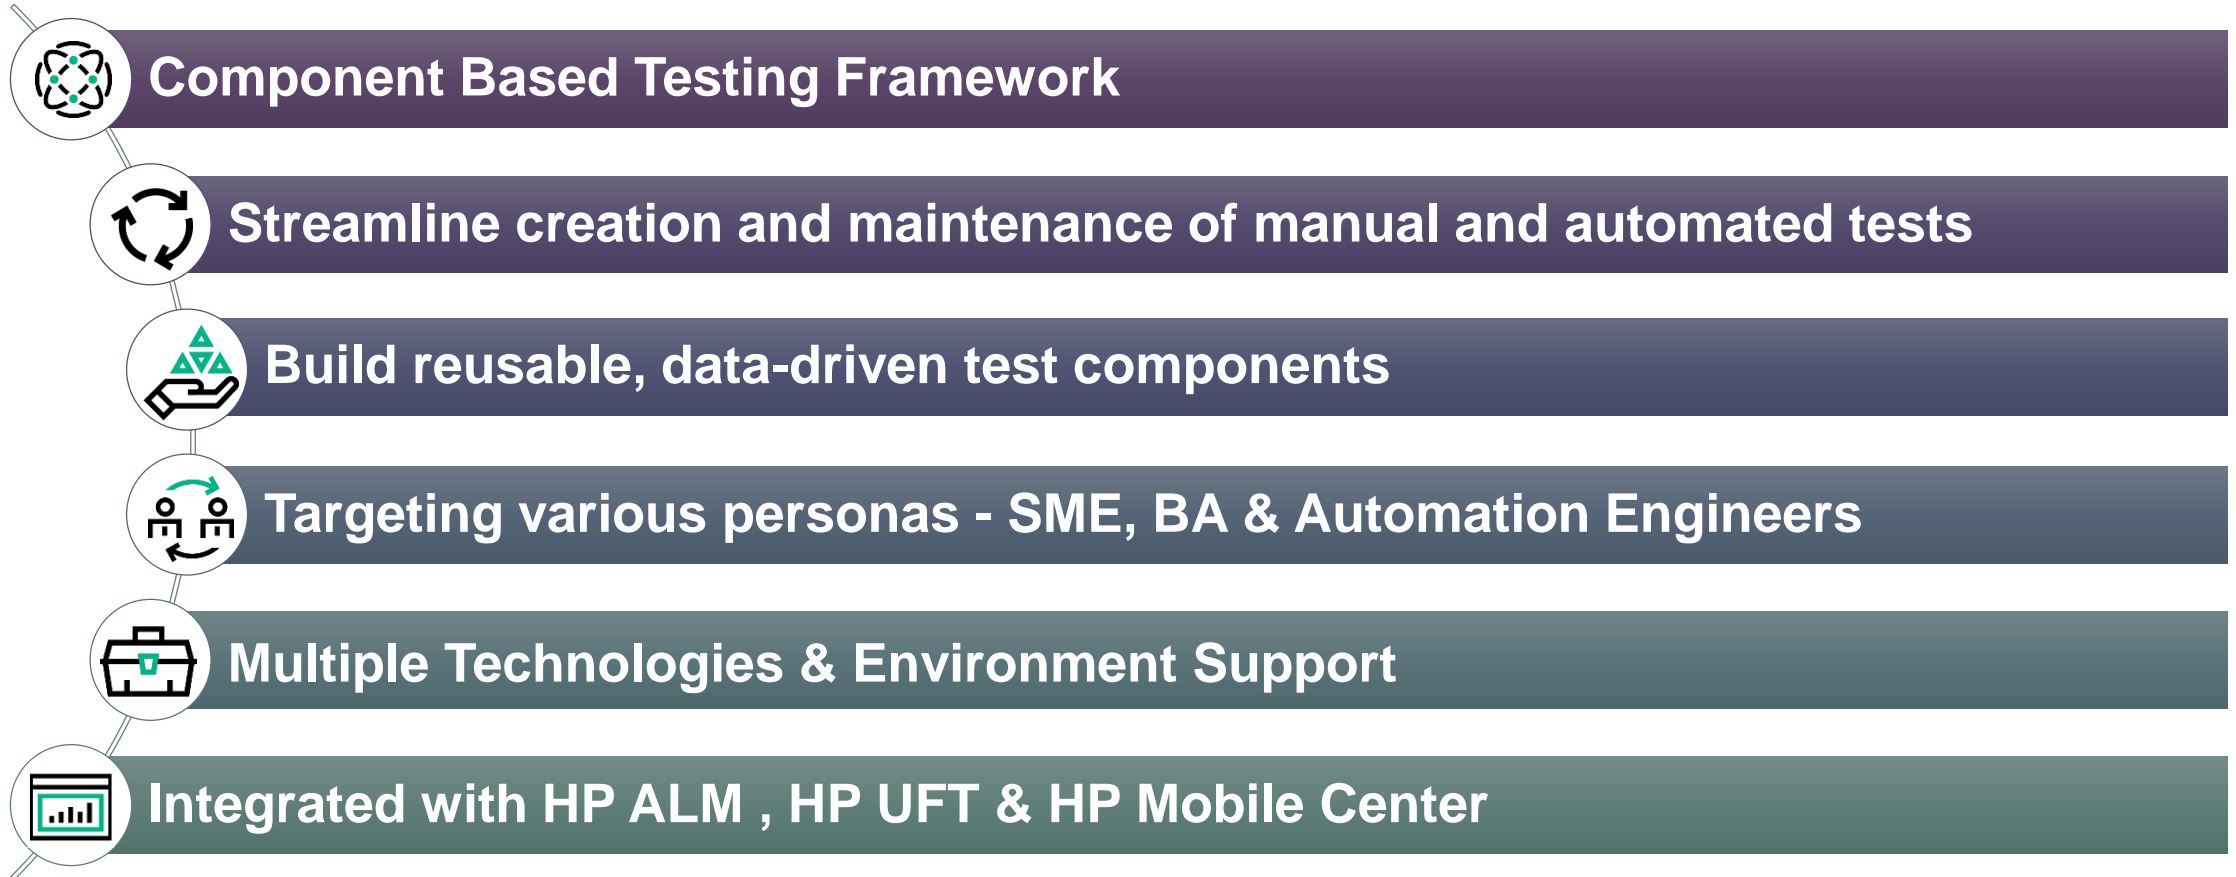 Component Based Testing Framework
Streamline creation and maintenance of manual and automated tests
Build reusable, data-driven test components
Targeting various personas - SME, BA & Automation Engineers
Multiple Technologies & Environment Support
Integrated with HP ALM , HP UFT & HP Mobile Center